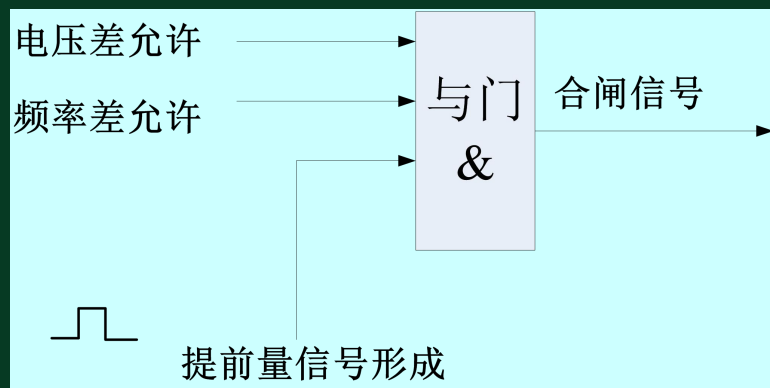 电压差允许
频率差允许
与门
&
合闸信号
提前量信号形成